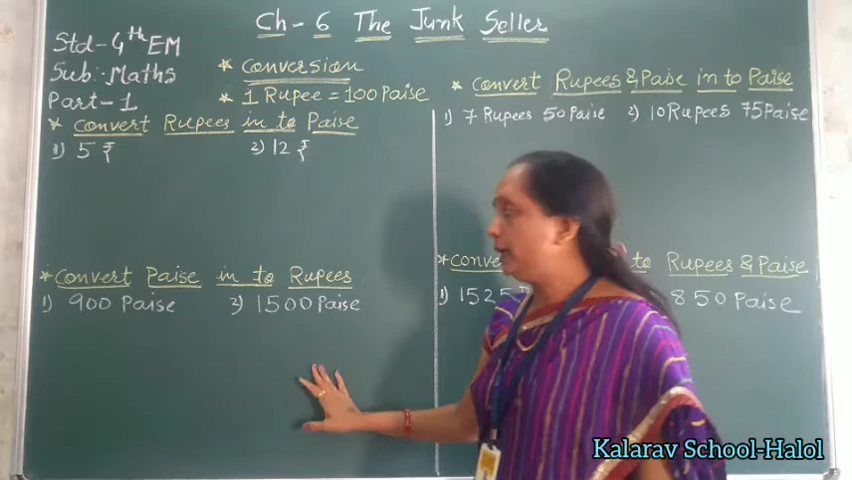 Ch - 6 The Junk Seller
Std - 4th EM
Sub:- Maths
Part - 1
* Conversion
* 1 Rupee = 100 Paise
* Convert Rupees in to Paise
1) 5 ₹ 2) 12 ₹
* Convert Paise in to Rupees
1) 900 Paise 2) 1500 Paise
* Convert Rupees & Paise in to Paise
1) 7 Rupees 50 Paise 2) 10 Rupees 75 Paise
to Rupees & Paise
1) 1525 850 Paise
Kalarav School-Halol